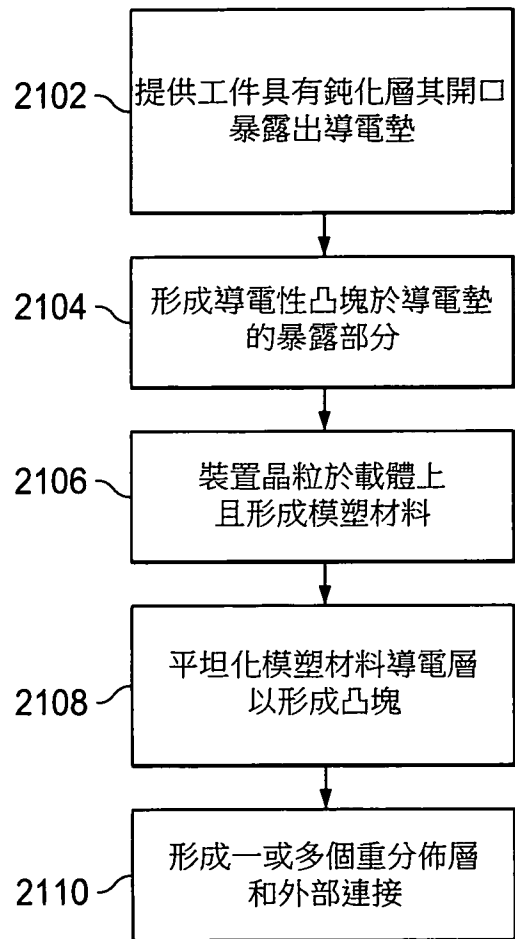 2102
提供工件具有鈍化層其開口
暴露出導電墊
2104
形成導電性凸塊於導電墊
的暴露部分
2106
裝置晶粒於載體上
且形成模塑材料
2108
平坦化模塑材料導電層
以形成凸塊
2110
形成一或多個重分佈層
和外部連接